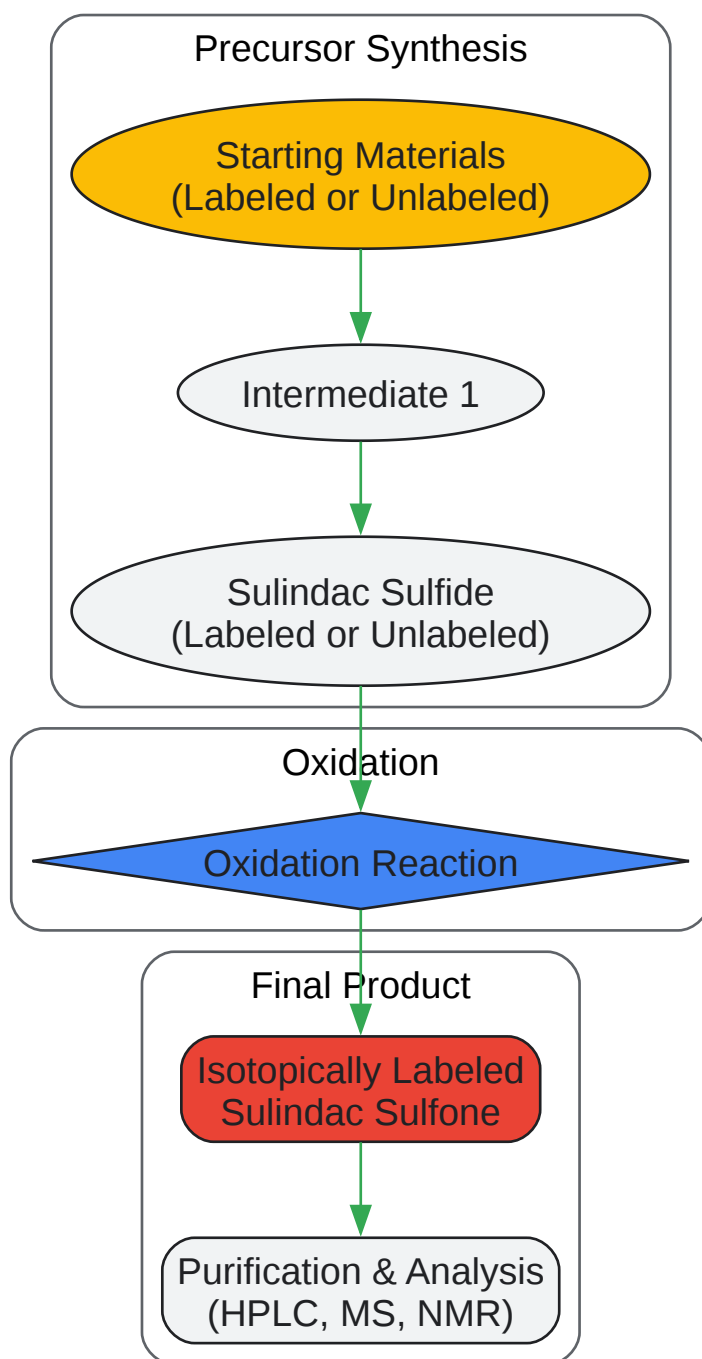 Precursor Synthesis
Starting Materials
(Labeled or Unlabeled)
Intermediate 1
Sulindac Sulfide
(Labeled or Unlabeled)
Oxidation
Oxidation Reaction
Final Product
Isotopically Labeled
Sulindac Sulfone
Purification & Analysis
(HPLC, MS, NMR)